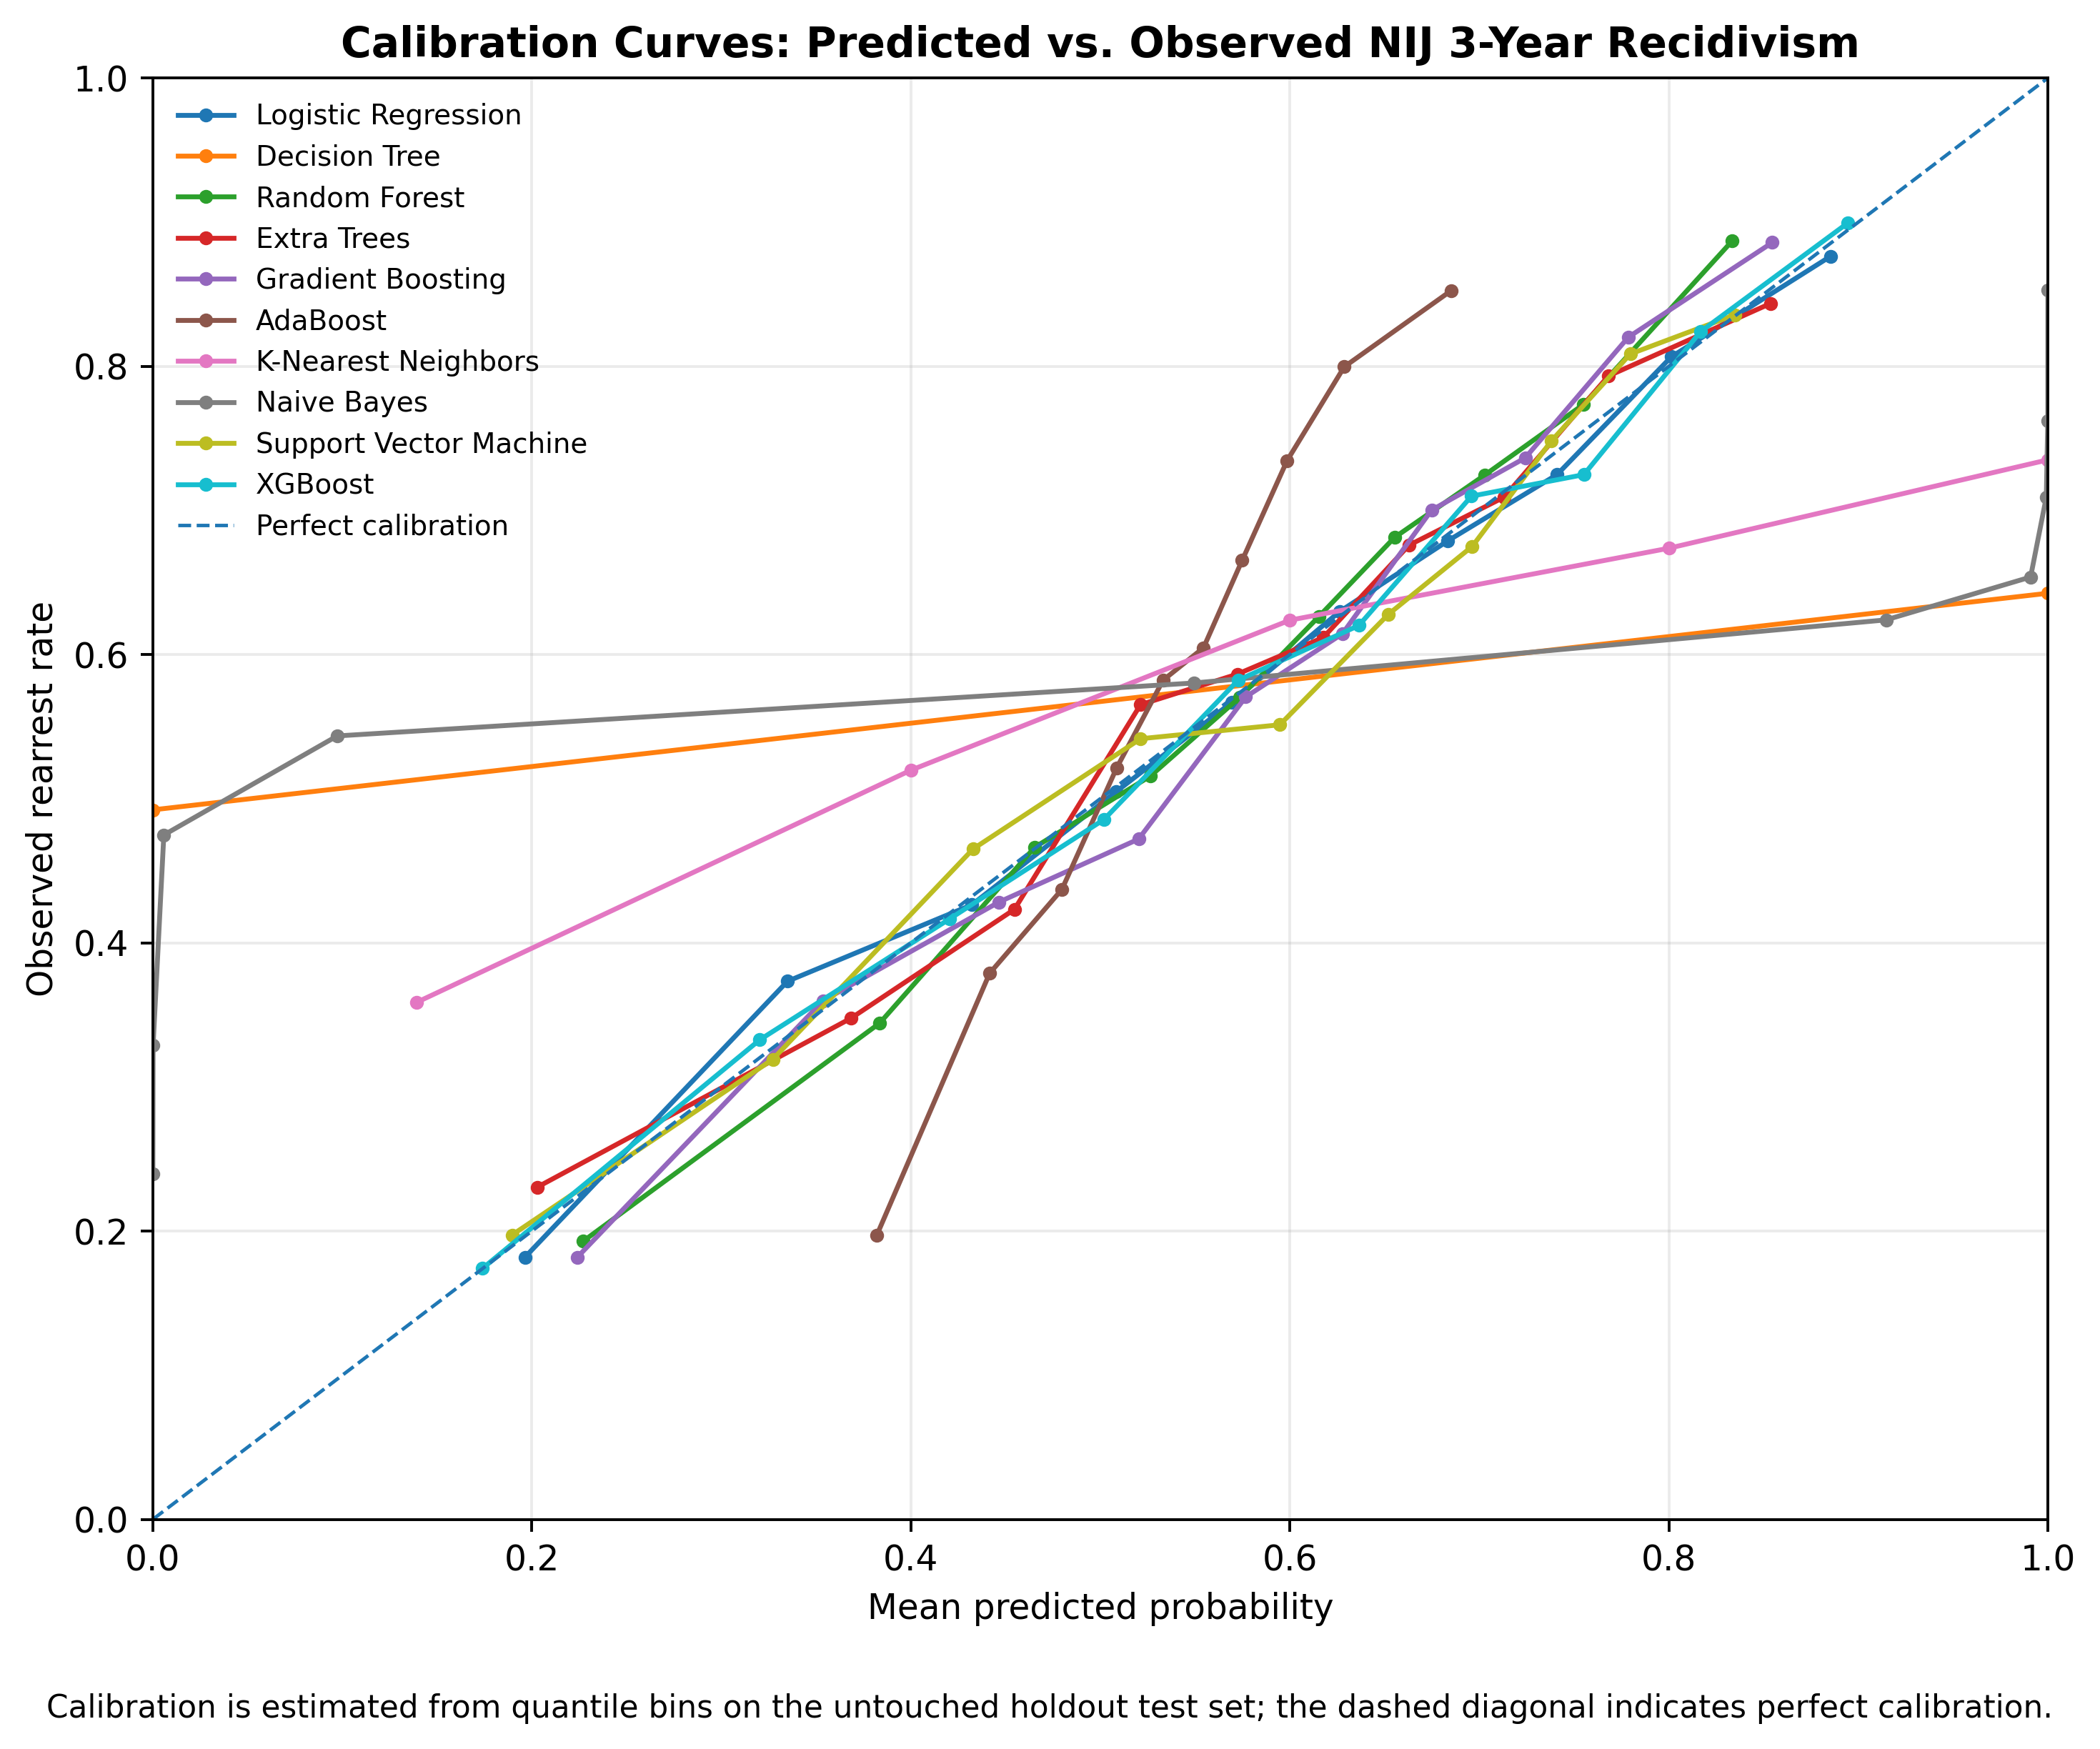 Calibration Curves: Predicted vs. Observed NIJ 3-Year Recidivism
1.0
0.8
0.6
0.4
0.2
0.0
Observed rearrest rate
Logistic Regression
Decision Tree
Random Forest
Extra Trees
Gradient Boosting
AdaBoost
K-Nearest Neighbors
Naive Bayes
Support Vector Machine
XGBoost
Perfect calibration
0.0 0.2 0.4 0.6 0.8 1.0
Mean predicted probability
Calibration is estimated from quantile bins on the untouched holdout test set; the dashed diagonal indicates perfect calibration.